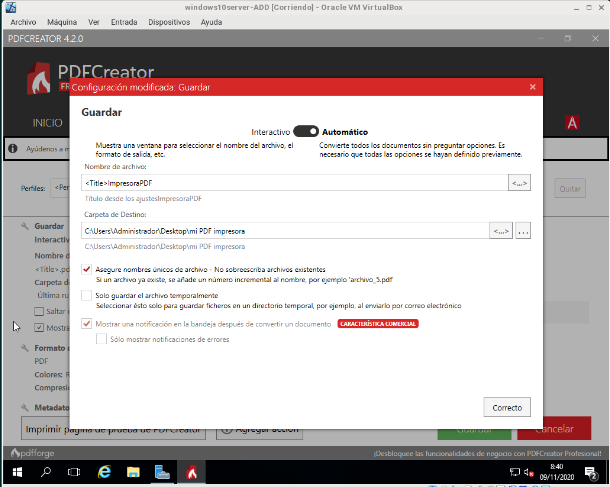 windows10server-ADD [Corriendo] - Oracle VM VirtualBox
Archivo Máquina Ver Entrada Dispositivos Ayuda
PDFCREATOR 4.2.0
PDFCreator
FR
Configuración modificada: Guardar
INICIO
Guardar
Interactivo Automático
Muestra una ventana para seleccionar el nombre del archivo, el
formato de salida, etc.
Convierte todos los documentos sin preguntar opciones. Es
necesario que todas las opciones se hayan definido previamente.
Ayúdenos a
Nombre de archivo:
Perfiles: <Per
<Title>ImpresoraPDF
<...>
Quitar
Título desde los ajustesImpresoraPDF
Carpeta de Destino:
C:\Users\Administrador\Desktop\mi PDF impresora
<...> ...
C:\Users\Administrador\Desktop\mi PDF impresora
Guardar
Interactiv
Nombre d
<Title>.pd
Carpeta d
Última ru
Saltar i
Mostra
Asegure nombres únicos de archivo - No sobreescriba archivos existentes
Si un archivo ya existe, se añade un número incremental al nombre, por ejemplo 'archivo_5.pdf'
Solo guardar el archivo temporalmente
Seleccionar ésto solo para guardar ficheros en un directorio temporal, por ejemplo, al enviarlo por correo electrónico
Mostrar una notificación en la bandeja después de convertir un documento CARACTERÍSTICA COMERCIAL
Sólo mostrar notificaciones de errores
Formato d
PDF
Colores: R
Compresio
Metadato
Correcto
Imprimir página de prueba de PDFCreator
Agregar acción
Guardar
Cancelar
pdfforge
¡Desbloquee las funcionalidades de negocio con PDFCreator Profesional!
8:40
09/11/2020
2